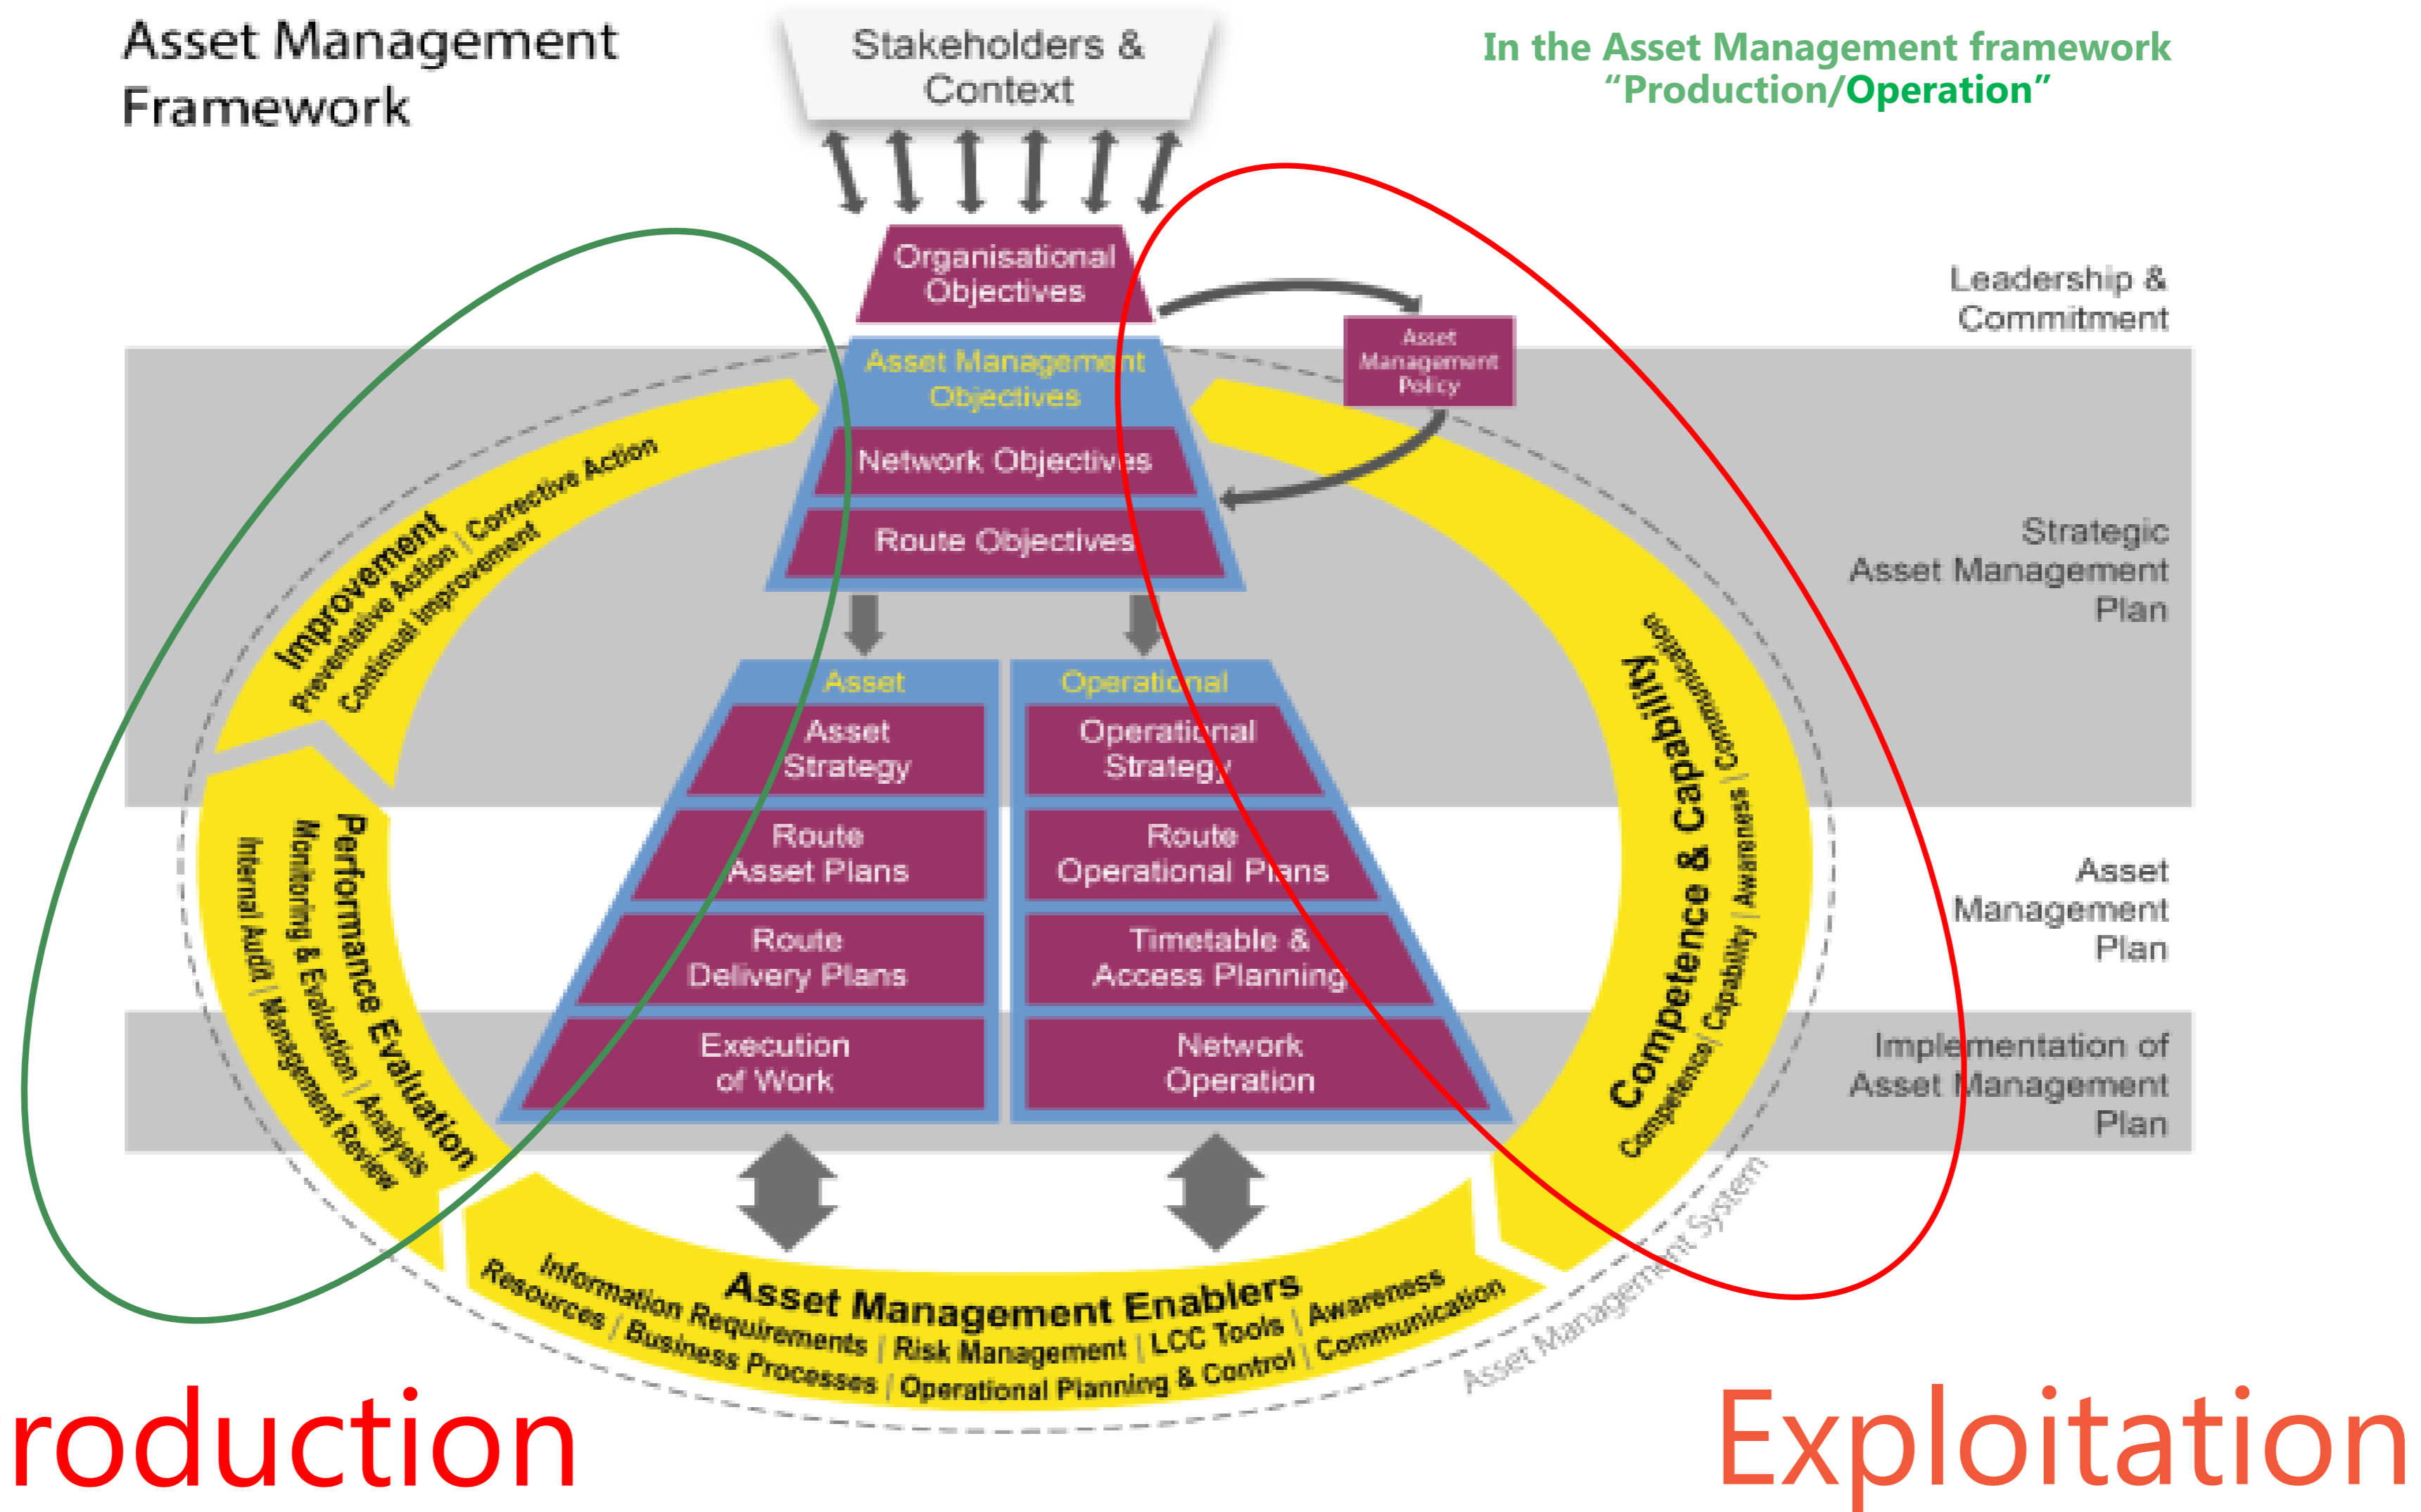 Asset Management
Framework
Stakeholders &
Context
In the Asset Management framework
“Production/Operation”
Organisational
Objectives
Leadership &
Commitment
Asset
Management
Policy
Asset Management
Objectives
Network Objectives
Route Objectives
Strategic
Asset Management
Plan
Improvement
Preventative Action | Corrective Action
Continual Improvement
Asset
Asset
Strategy
Route
Asset Plans
Route
Delivery Plans
Execution
of Work
Operational
Operational
Strategy
Route
Operational Plans
Timetable &
Access Planning
Network
Operation
Competence & Capability
Competence | Capability | Awareness | Communication
Asset
Management
Plan
Implementation of
Asset Management
Plan
Performance Evaluation
Monitoring & Evaluation | Analysis
Internal Audit | Management Review
Asset Management Enablers
Information Requirements | Risk Management | LCC Tools | Awareness
Resources | Business Processes | Operational Planning & Control | Communication
Asset Management System
roduction
Exploitation